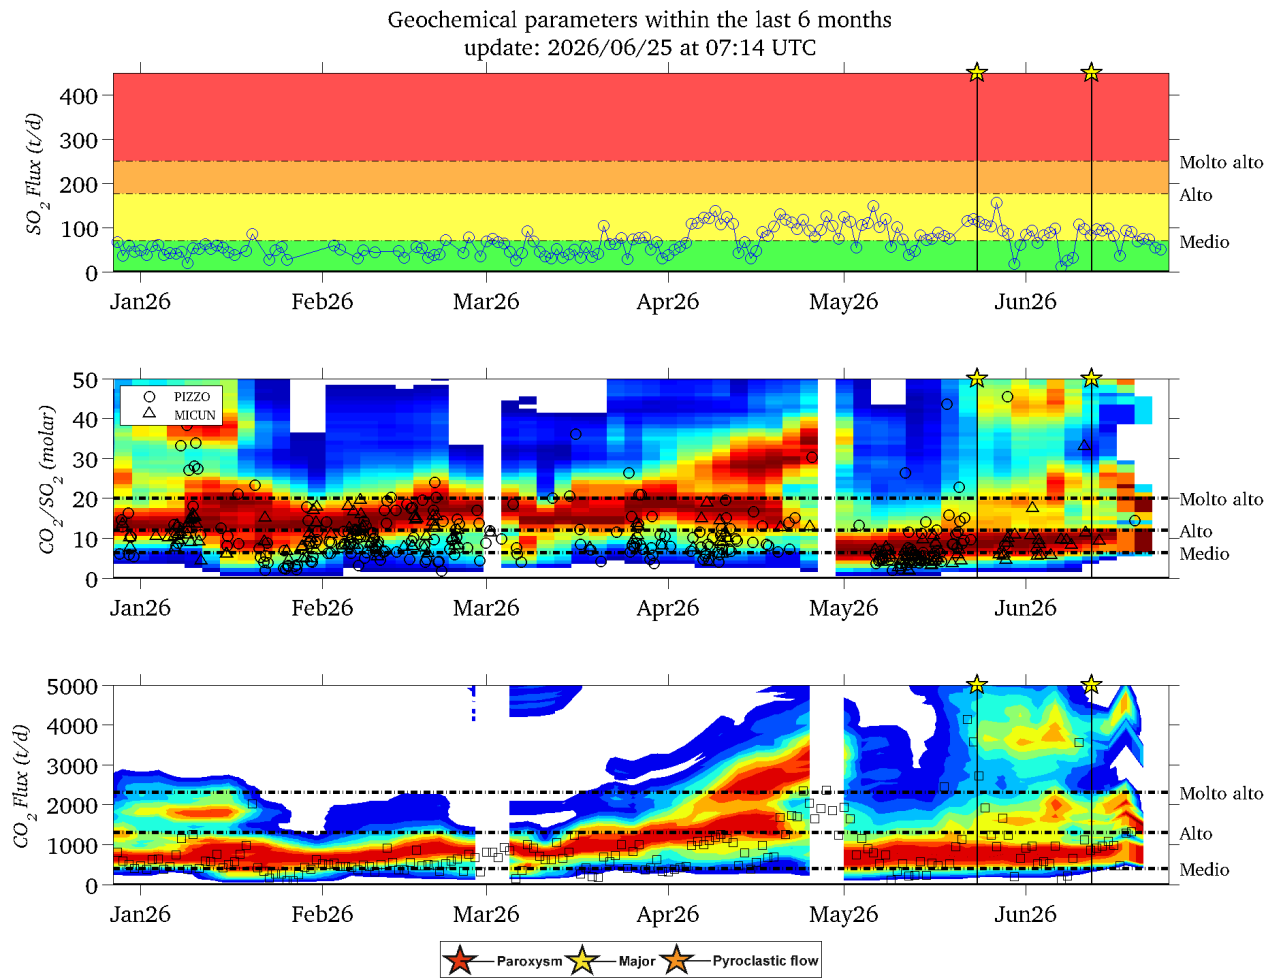 Geochemical parameters within the last 6 months
update: 2026/06/25 at 07:14 UTC
SO2 Flux (t/d)
400
300
200
100
0
Molto alto
Alto
Medio
Jan26 Feb26 Mar26 Apr26 May26 Jun26
CO2/SO2 (molar)
50
40
30
20
10
0
PIZZO
MICUN
Molto alto
Alto
Medio
Jan26 Feb26 Mar26 Apr26 May26 Jun26
CO2 Flux (t/d)
5000
4000
3000
2000
1000
0
Molto alto
Alto
Medio
Jan26 Feb26 Mar26 Apr26 May26 Jun26
Paroxysm Major Pyroclastic flow